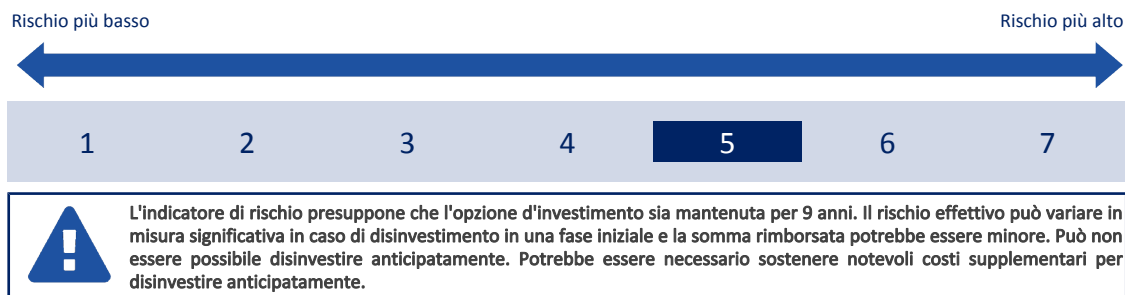 Rischio più basso Rischio più alto
1 2 3 4 5 6 7
L'indicatore di rischio presuppone che l'opzione d'investimento sia mantenuta per 9 anni. Il rischio effettivo può variare in
misura significativa in caso di disinvestimento in una fase iniziale e la somma rimborsata potrebbe essere minore. Può non
essere possibile disinvestire anticipatamente. Potrebbe essere necessario sostenere notevoli costi supplementari per
disinvestire anticipatamente.